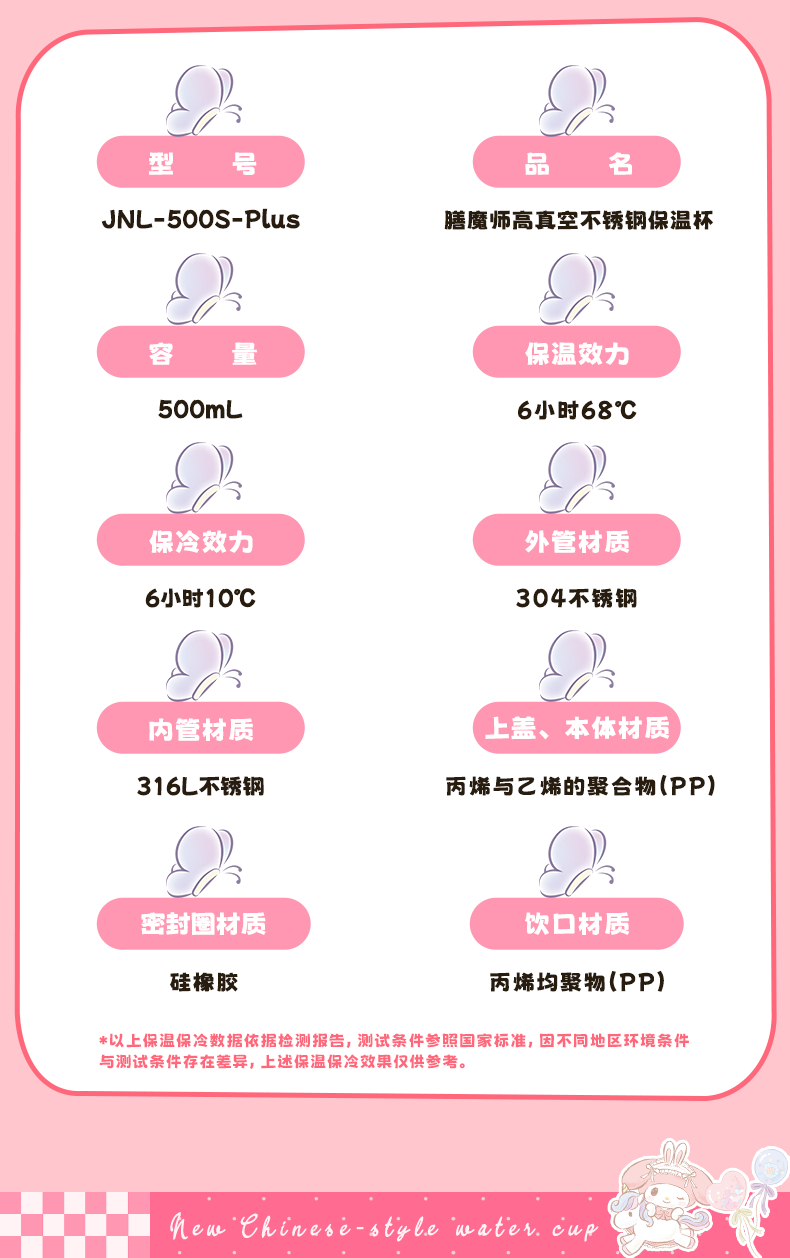 型 号
JNL-500S-Plus
品 名
膳魔师高真空不锈钢保温杯
容 量
500mL
保温效力
6小时68℃
保冷效力
6小时10℃
外管材质
304不锈钢
内管材质
316L不锈钢
上盖、本体材质
丙烯与乙烯的聚合物(PP)
密封圈材质
硅橡胶
饮口材质
丙烯均聚物(PP)
*以上保温保冷数据依据检测报告, 测试条件参照国家标准, 因不同地区环境条件
与测试条件存在差异, 上述保温保冷效果仅供参考。
New Chinese-style water cup